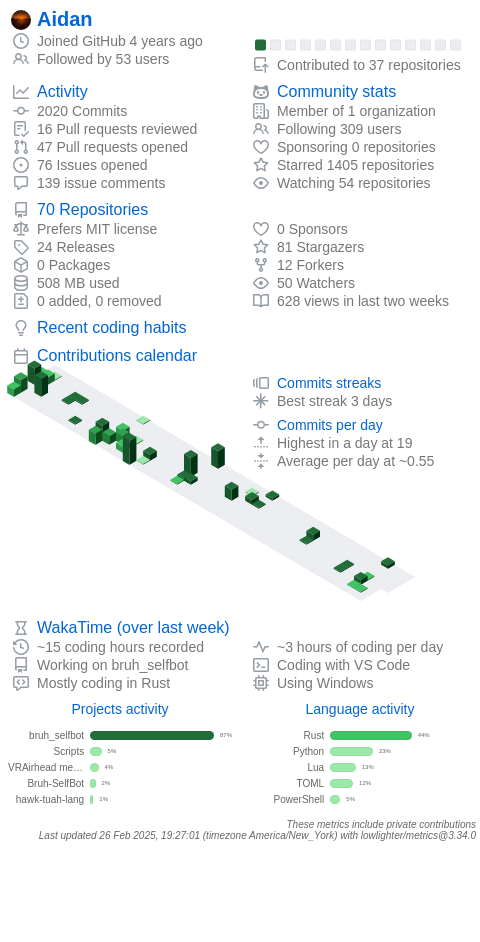 Aidan
Joined GitHub 4 years ago
Followed by 53 users
Contributed to 37 repositories
Activity
2020 Commits
16 Pull requests reviewed
47 Pull requests opened
76 Issues opened
139 issue comments
Community stats
Member of 1 organization
Following 309 users
Sponsoring 0 repositories
Starred 1405 repositories
Watching 54 repositories
70 Repositories
Prefers MIT license
24 Releases
0 Packages
508 MB used
0 added, 0 removed
0 Sponsors
81 Stargazers
12 Forkers
50 Watchers
628 views in last two weeks
Recent coding habits
Contributions calendar
Commits streaks
Best streak 3 days
Commits per day
Highest in a day at 19
Average per day at ~0.55
WakaTime (over last week)
~15 coding hours recorded
Working on bruh_selfbot
Mostly coding in Rust
~3 hours of coding per day
Coding with VS Code
Using Windows
Projects activity
bruh_selfbot 87%
Scripts 5%
VRAirhead me... 4%
Bruh-SelfBot 2%
hawk-tuah-lang 1%
Language activity
Rust 44%
Python 23%
Lua 13%
TOML 12%
PowerShell 5%
These metrics include private contributions
Last updated 26 Feb 2025, 19:27:01 (timezone America/New_York) with lowlighter/metrics@3.34.0